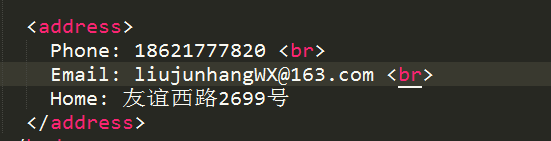 <address>
Phone: 18621777820 <br>
Email: liujunhangWX@163.com <br>
Home: 友谊西路2699号
</address>